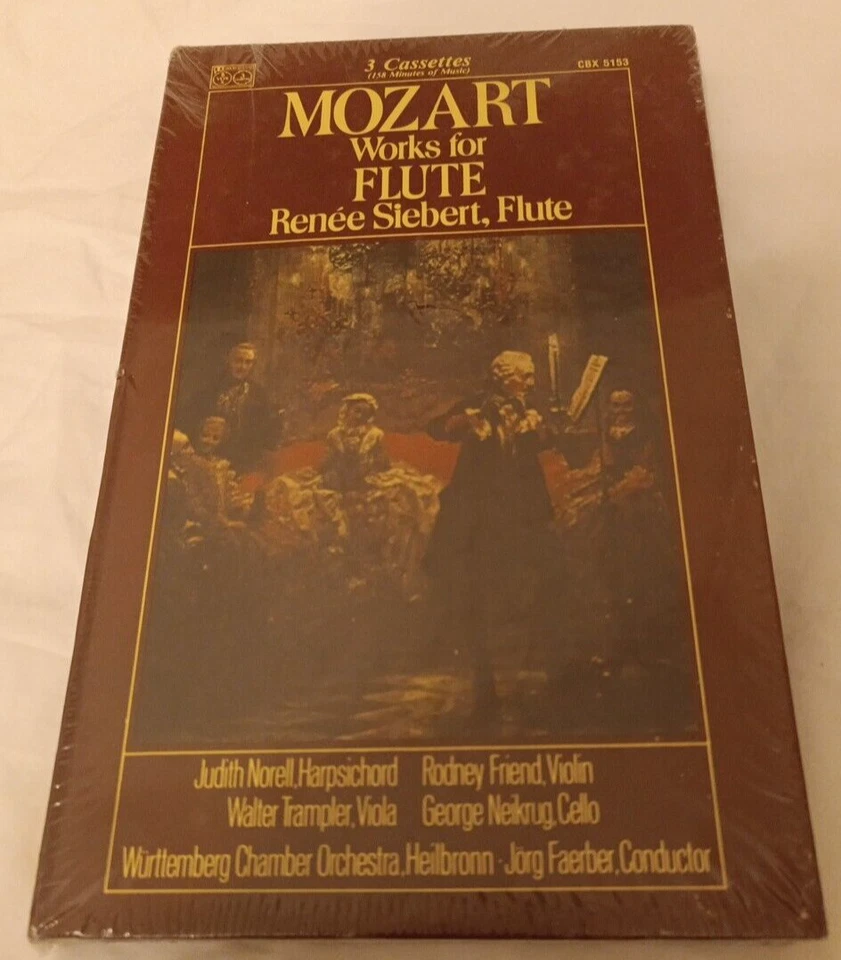 3 Cassettes
(158 Minutes of Music)
CBX 5153
MOZART
Works for
FLUTE
Renée Siebert, Flute
Judith Norell, Harpsichord Rodney Friend, Violin
Walter Trampler, Viola George Neikrug, Cello
Württemberg Chamber Orchestra, Heilbronn · Jörg Faerber, Conductor